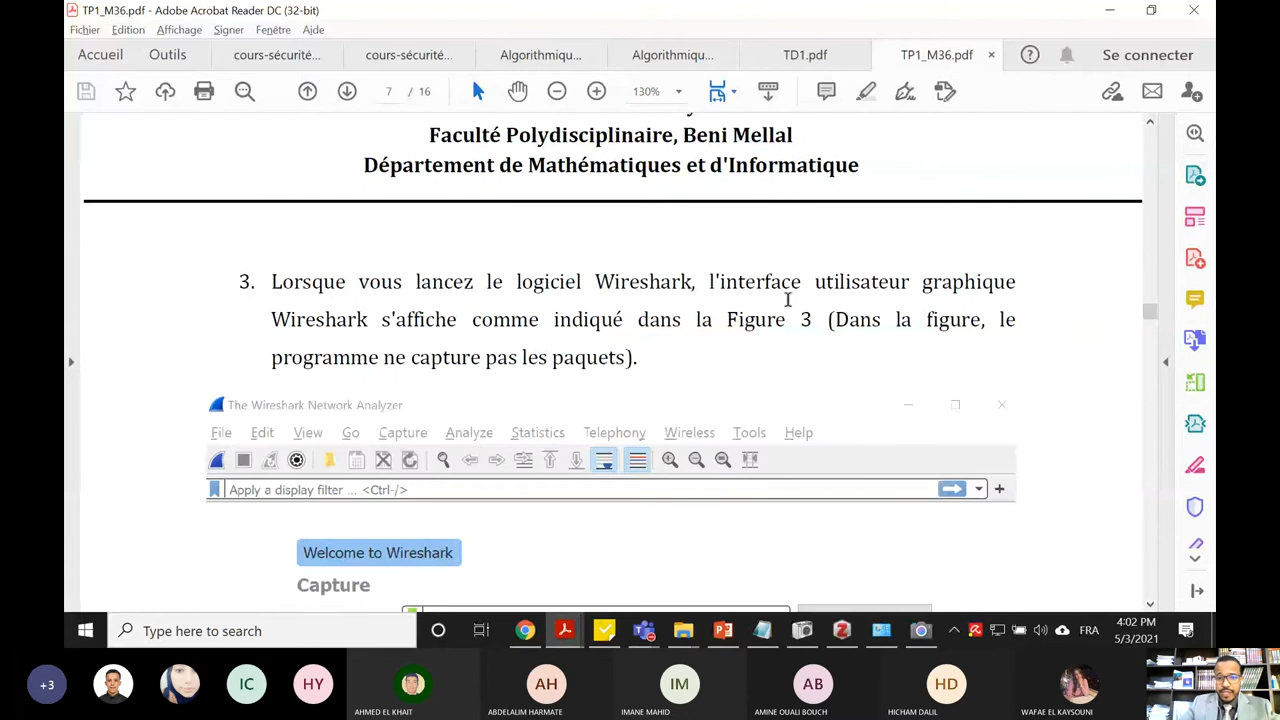 TP1_M36.pdf - Adobe Acrobat Reader DC (32-bit)
Fichier Edition Affichage Signer Fenêtre Aide
Accueil Outils cours-sécurité... cours-sécurité... Algorithmiqu... Algorithmiqu... TD1.pdf TP1_M36.pdf × ? Se connecter
7 / 16 130%
Faculté Polydisciplinaire, Beni Mellal
Département de Mathématiques et d'Informatique
3. Lorsque vous lancez le logiciel Wireshark, l'interface utilisateur graphique
Wireshark s'affiche comme indiqué dans la Figure 3 (Dans la figure, le
programme ne capture pas les paquets).
The Wireshark Network Analyzer
File Edit View Go Capture Analyze Statistics Telephony Wireless Tools Help
Apply a display filter ... <Ctrl-/>
Welcome to Wireshark
Capture
Type here to search
FRA
4:02 PM
5/3/2021
+3 IC HY AH IM AB HD
AHMED EL KHAIT ABDELALIM HARMATE IMANE MAHID AMINE OUALI BOUCH HICHAM DALIL WAFAE EL KAYSOUNI